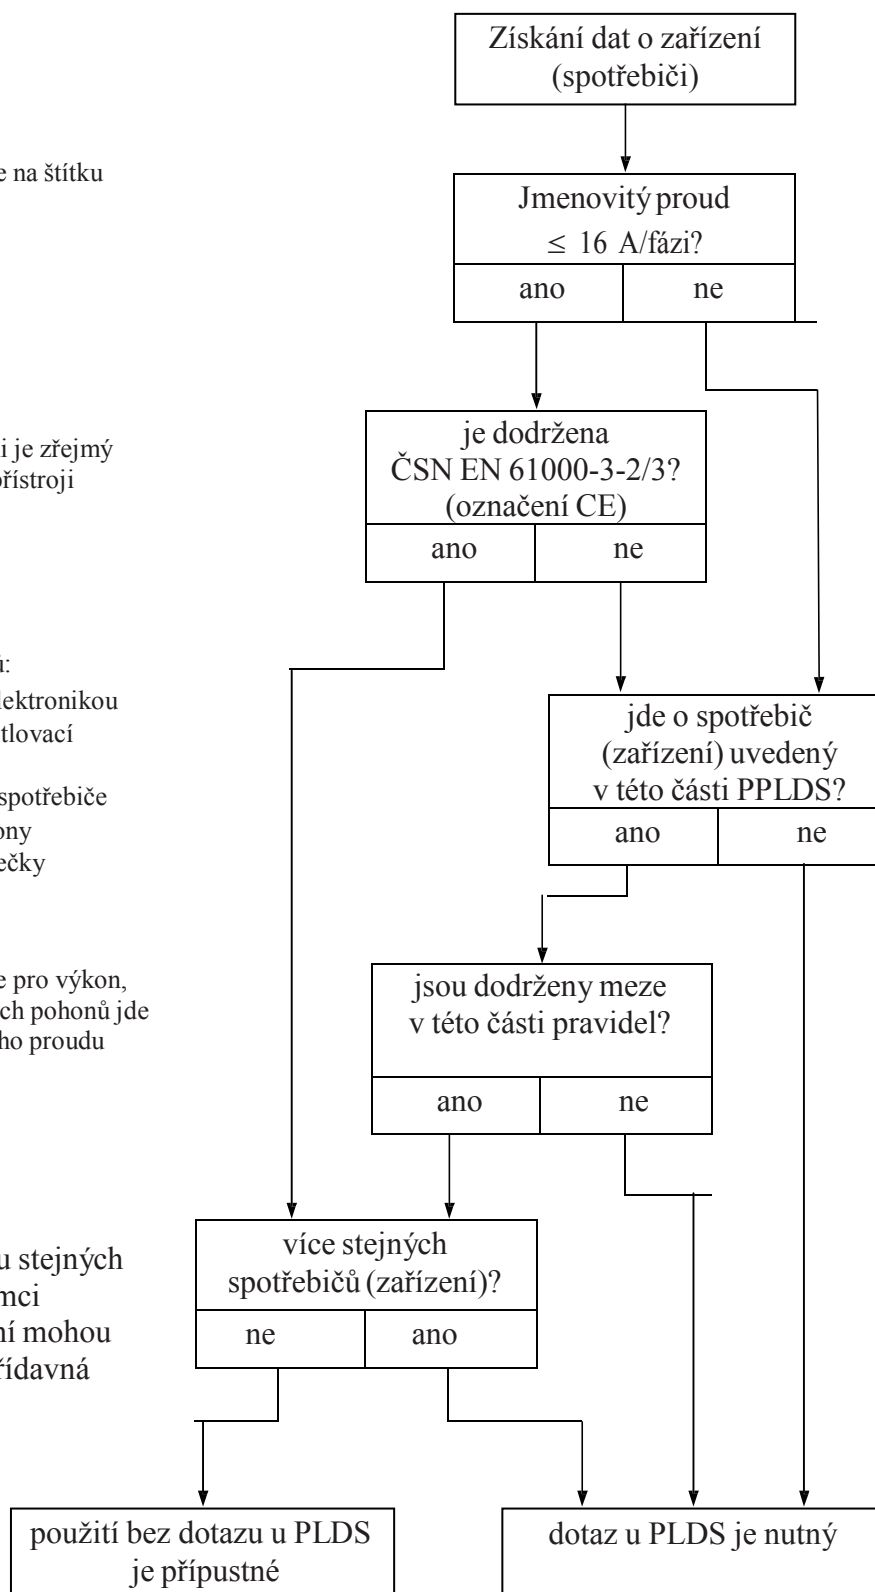 Získání dat o zařízení
(spotřebiči)
e na štítku
Jmenovitý proud
≤ 16 A/fázi?
ano
ne
i je zřejmý
přístroji
je dodržena
ČSN EN 61000-3-2/3?
(označení CE)
ano
ne
ů:
lektronikou
tlovací
spotřebiče
ony
ečky
jde o spotřebič
(zařízení) uvedený
v této části PPLDS?
ano
ne
e pro výkon,
ch pohonů jde
ho proudu
jsou dodrženy meze
v této části pravidel?
ano
ne
u stejných
mci
ní mohou
řídavná
více stejných
spotřebičů (zařízení)?
ne
ano
použití bez dotazu u PLDS
je přípustné
dotaz u PLDS je nutný